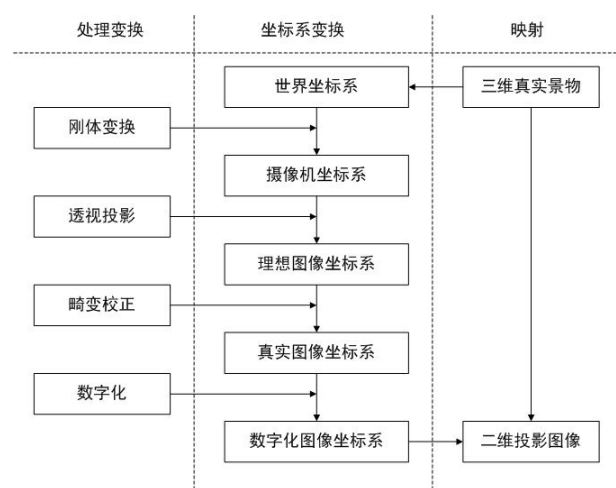 处理变换
坐标系变换
映射
世界坐标系
三维真实景物
刚体变换
摄像机坐标系
透视投影
理想图像坐标系
畸变校正
真实图像坐标系
数字化
数字化图像坐标系
二维投影图像